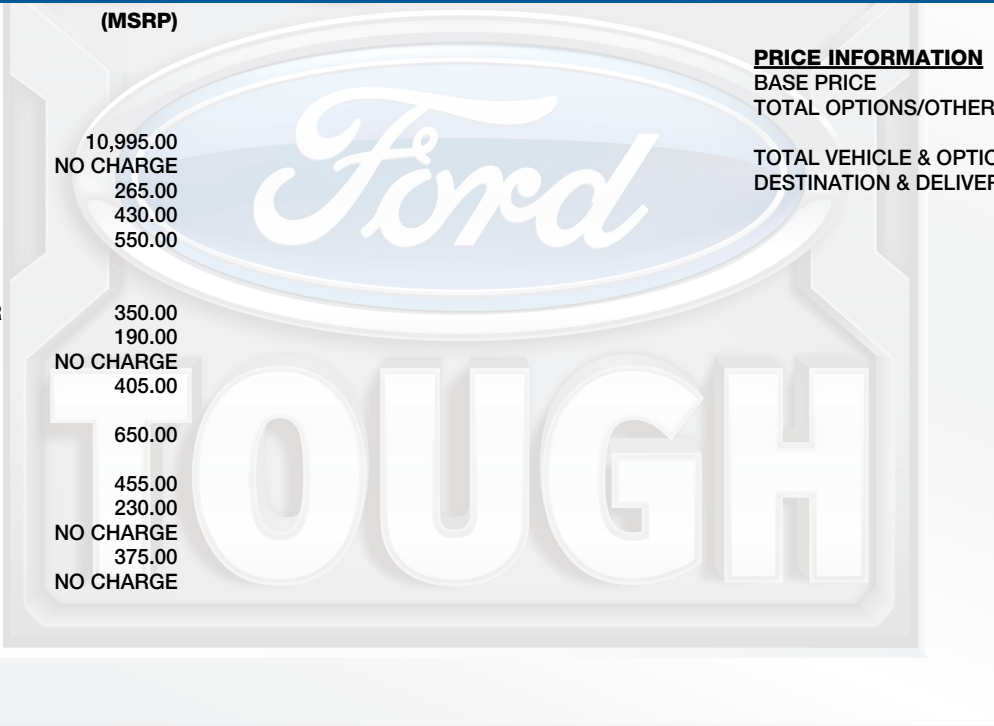 (MSRP)
10,995.00
NO CHARGE
265.00
430.00
550.00
350.00
190.00
NO CHARGE
405.00
650.00
455.00
230.00
NO CHARGE
375.00
NO CHARGE
PRICE INFORMATION
BASE PRICE
TOTAL OPTIONS/OTHER
TOTAL VEHICLE &
DESTINATION &
Ford
TOUGH